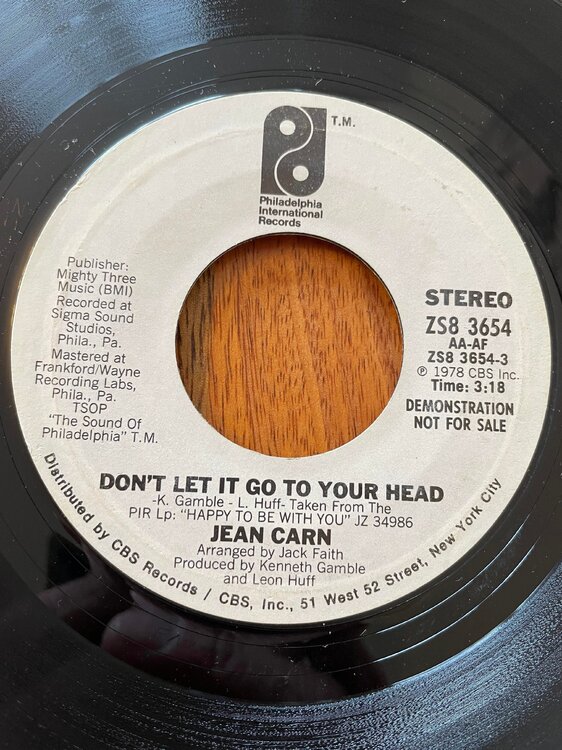 T.M.
Philadelphia
International
Records
Publisher:
Mighty Three
Music (BMI)
Recorded at
Sigma Sound
Studios,
Phila., Pa.
Mastered at
Frankford/Wayne
Recording Labs,
Phila., Pa.
TSOP
"The Sound Of
Philadelphia" T.M.
STEREO
ZS8 3654
AA-AF
ZS8 3654-3
℗ 1978 CBS Inc.
Time: 3:18
DEMONSTRATION
NOT FOR SALE
DON'T LET IT GO TO YOUR HEAD
-K. Gamble - L. Huff- Taken From The
PIR Lp: "HAPPY TO BE WITH YOU" JZ 34986
JEAN CARN
Arranged by Jack Faith
Produced by Kenneth Gamble
and Leon Huff
Distributed by CBS Records / CBS, Inc., 51 West 52 Street, New York City